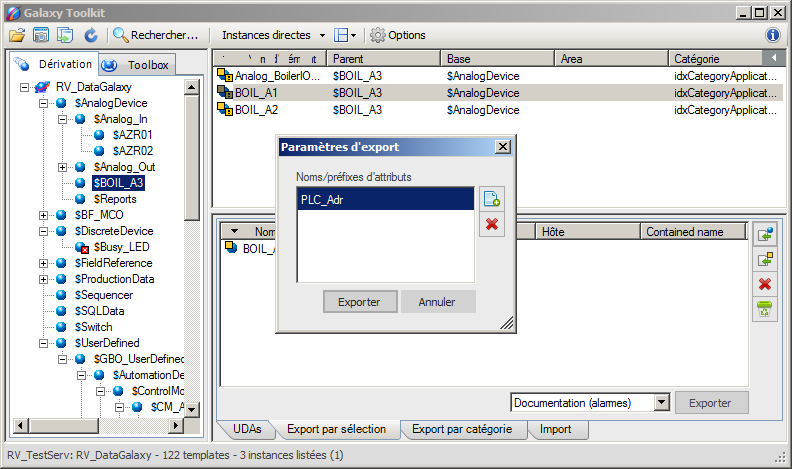 Galaxy Toolkit
Rechercher... Instances directes Options
Dérivation Toolbox
RV_DataGalaxy
$AnalogDevice
$Analog_In
$AZR01
$AZR02
$Analog_Out
$BOIL_A3
$Reports
$BF_MCO
$DiscreteDevice
$Busy_LED
$FieldReference
$ProductionData
$Sequencer
$SQLData
$Switch
$UserDefined
$GBO_UserDefined
$AutomationDe
$ControlMo
$CM_A
Parent Base Area Catégorie
Analog_BoilerIO... $BOIL_A3 $AnalogDevice idxCategoryApplicat...
BOIL_A1 $BOIL_A3 $AnalogDevice idxCategoryApplicat...
BOIL_A2 $BOIL_A3 $AnalogDevice idxCategoryApplicat...
Paramètres d'export
Noms/préfixes d'attributs
PLC_Adr
Exporter Annuler
Nom Hôte Contained name
BOIL_A
Documentation (alarmes) Exporter
UDAs Export par sélection Export par catégorie Import
RV_TestServ: RV_DataGalaxy - 122 templates - 3 instances listées (1)